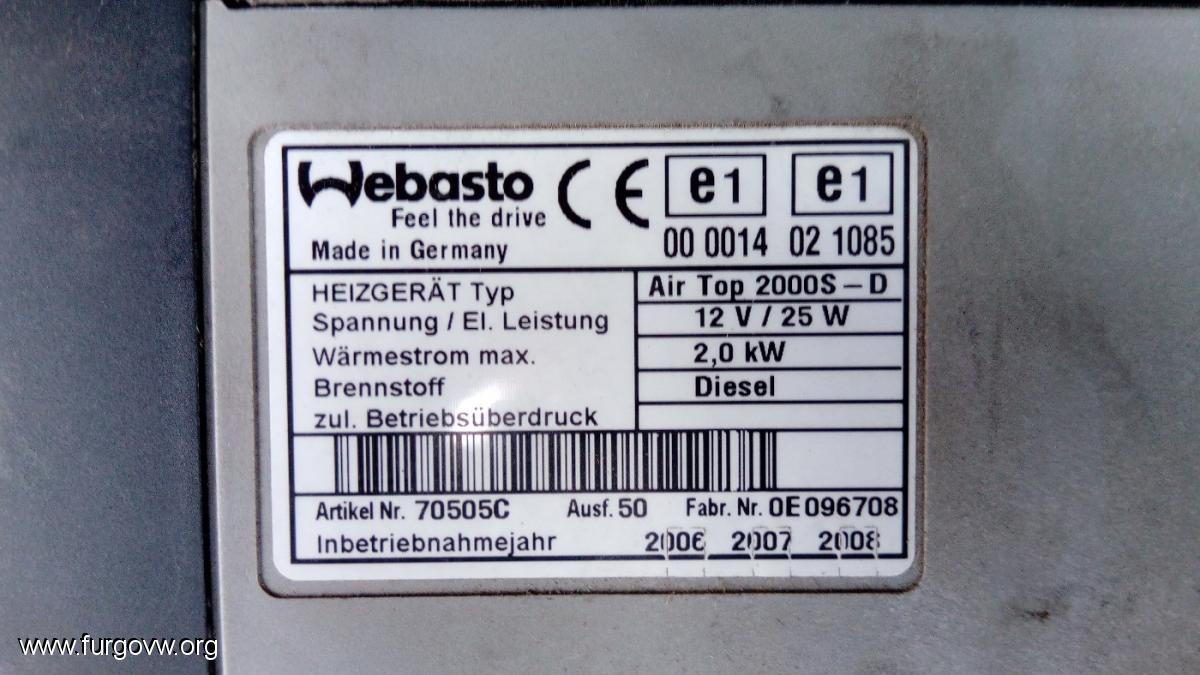 Webasto CE e1 e1
Feel the drive
Made in Germany 00 0014 02 1085
HEIZGERÄT Typ Air Top 2000S – D
Spannung / El. Leistung 12 V / 25 W
Wärmestrom max. 2,0 kW
Brennstoff Diesel
zul. Betriebsüberdruck
Artikel Nr. 70505C Ausf. 50 Fabr. Nr. 0E096708
Inbetriebnahmejahr 2006 2007 2008
www.furgovw.org